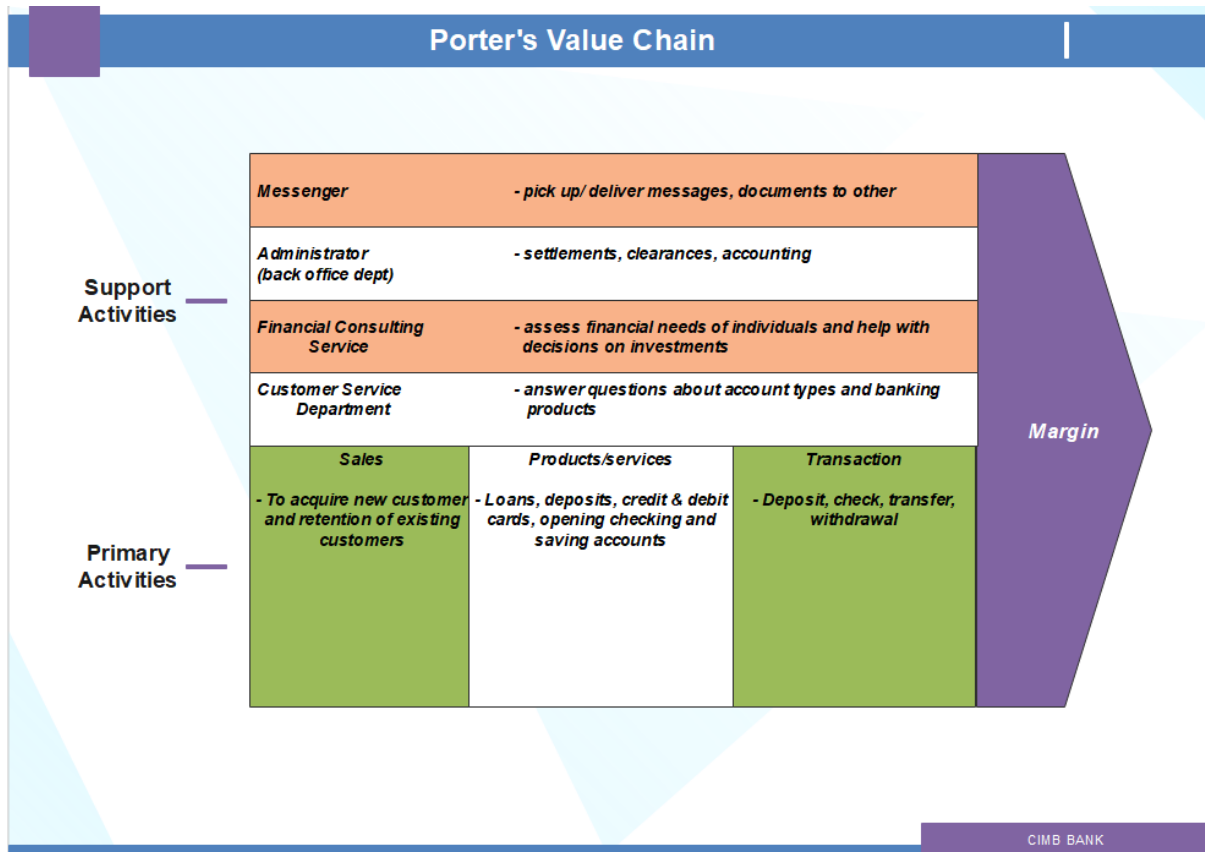 Porter's Value Chain
Support
Activities
Messenger - pick up/ deliver messages, documents to other
Administrator - settlements, clearances, accounting
(back office dept)
Financial Consulting - assess financial needs of individuals and help with
Service decisions on investments
Customer Service - answer questions about account types and banking
Department products
Primary
Activities
Sales
- To acquire new customer
and retention of existing
customers
Products/services
- Loans, deposits, credit & debit
cards, opening checking and
saving accounts
Transaction
- Deposit, check, transfer,
withdrawal
Margin
CIMB BANK